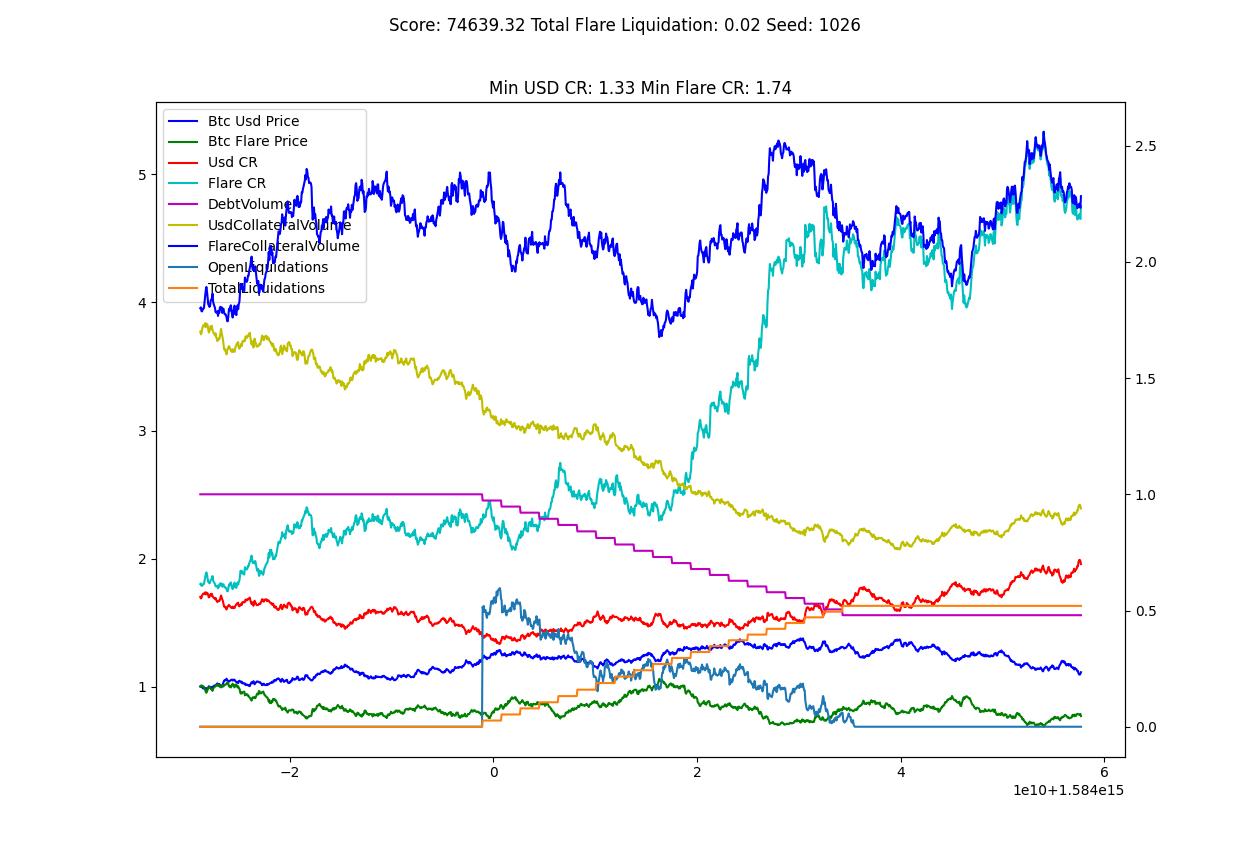 Score: 74639.32 Total Flare Liquidation: 0.02 Seed: 1026
Min USD CR: 1.33 Min Flare CR: 1.74
Btc Usd Price
Btc Flare Price
Usd CR
Flare CR
DebtVolume
UsdCollateralVolume
FlareCollateralVolume
OpenLiquidations
TotalLiquidations
5
4
3
2
1
2.5
2.0
1.5
1.0
0.5
0.0
−2
0
2
4
6
1e10+1.584e15